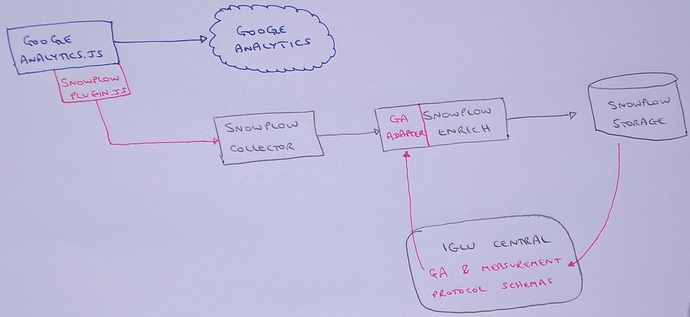 GOOGLE
ANALYTICS.JS
GOOGLE
ANALYTICS
SNOWPLOW
PLUGIN.JS
SNOWPLOW
COLLECTOR
GA
ADAPTER
SNOWPLOW
ENRICH
SNOWPLOW
STORAGE
IGLU CENTRAL
GA & MEASUREMENT
PROTOCOL SCHEMAS